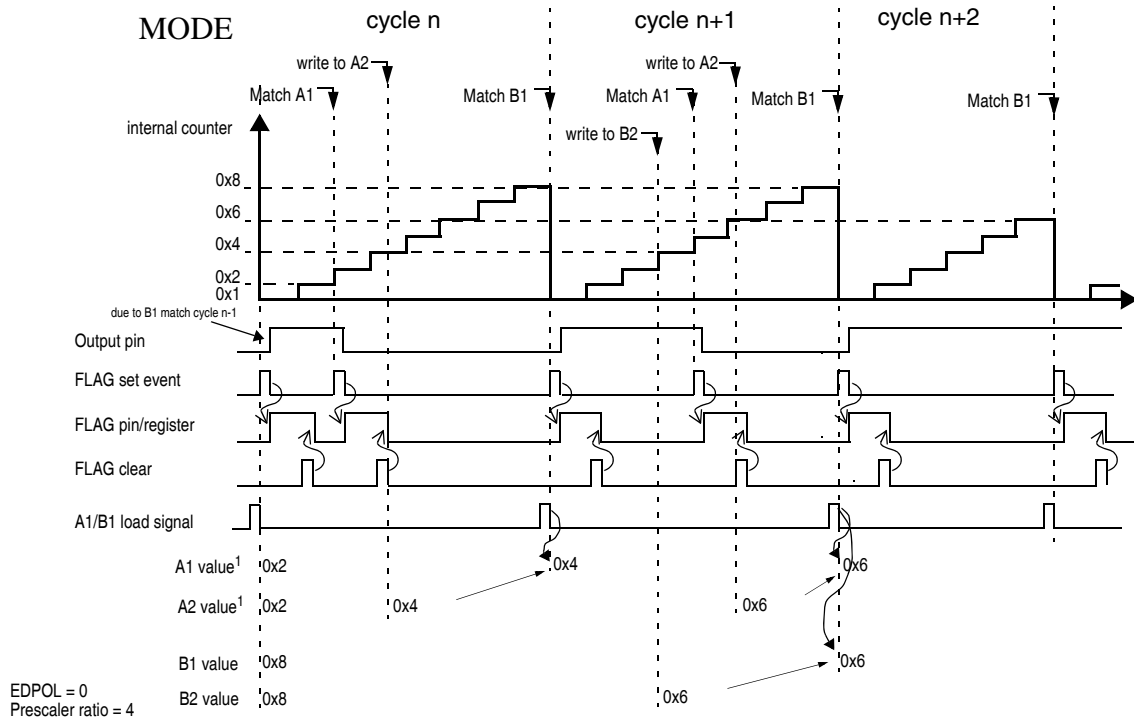 MODE
cycle n
cycle n+1
cycle n+2
write to A2
write to A2
Match A1
Match B1
Match A1
Match B1
Match B1
internal counter
write to B2
0x8
0x6
0x4
0x2
0x1
due to B1 match cycle n-1
Output pin
FLAG set event
FLAG pin/register
FLAG clear
A1/B1 load signal
A1 value1 0x2 0x4 0x6
A2 value1 0x2 0x4 0x6
B1 value 0x8 0x6
B2 value 0x8 0x6
EDPOL = 0
Prescaler ratio = 4